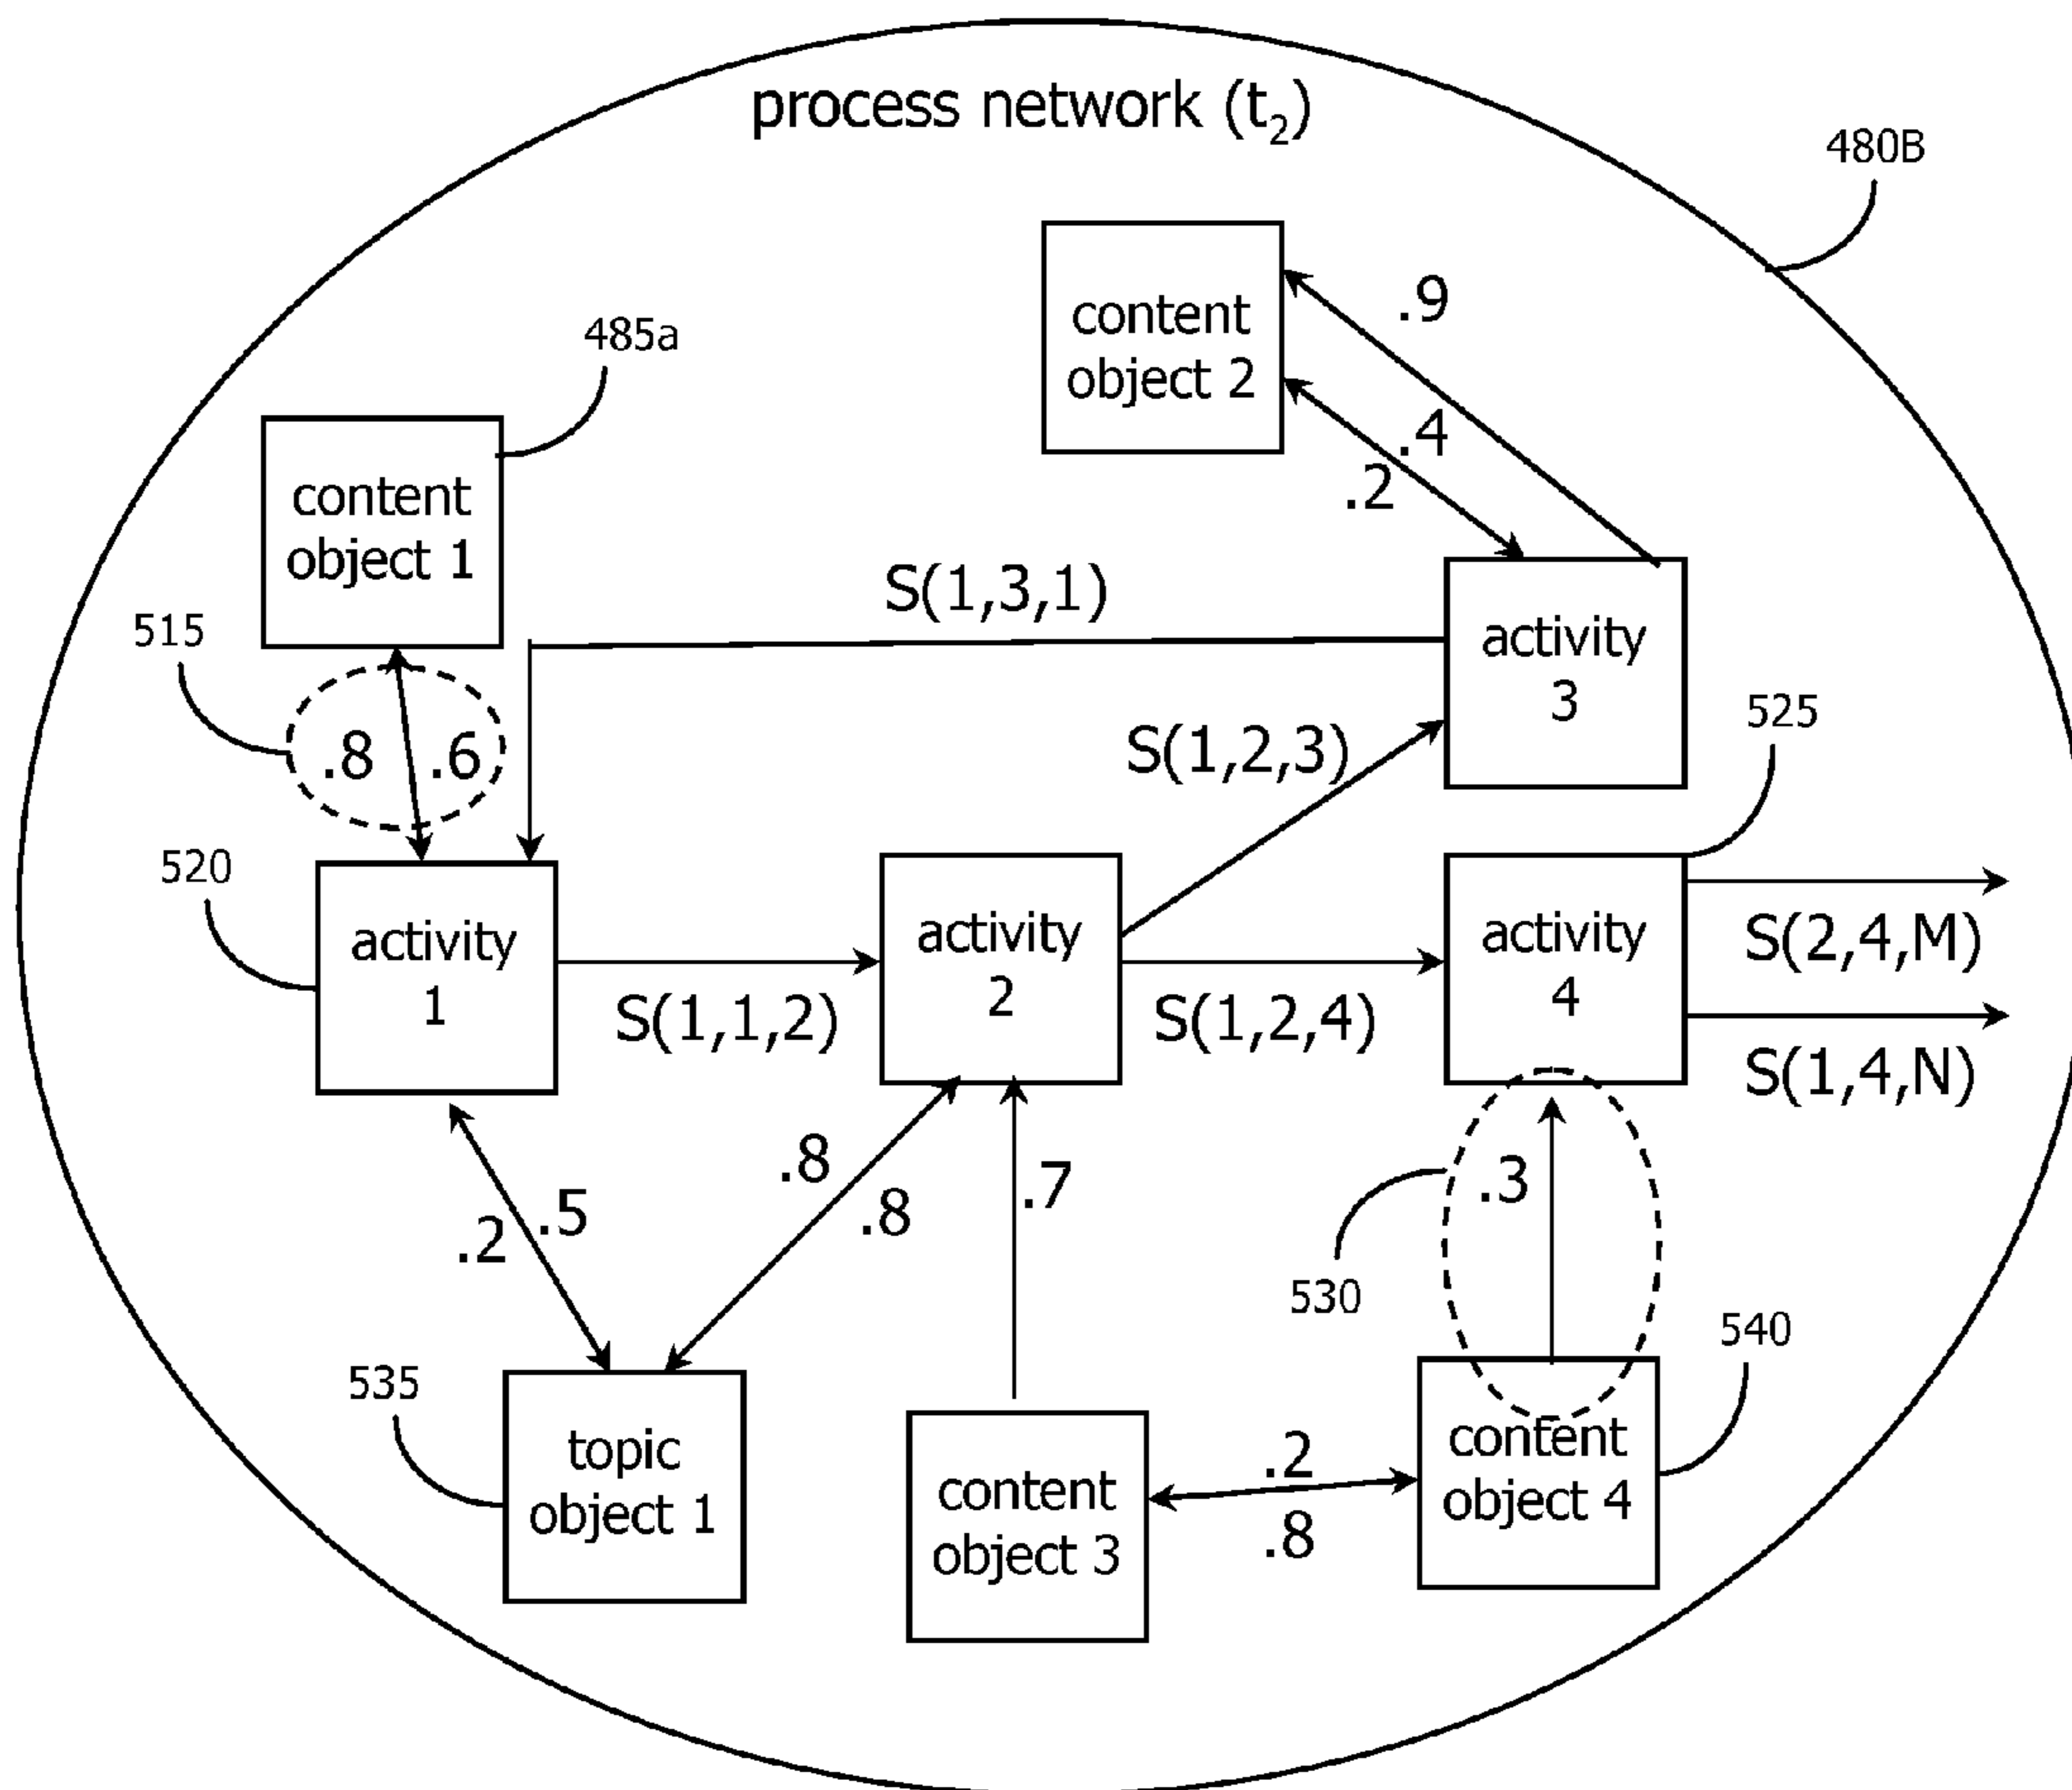 process network (t₂)
480B
content
object 2
.9
.4
.2
485a
content
object 1
515
.8
.6
S(1,3,1)
activity
3
S(1,2,3)
525
520
activity
1
S(1,1,2)
activity
2
S(1,2,4)
activity
4
S(2,4,M)
S(1,4,N)
.2
.5
.8
.8
.7
.3
530
540
535
topic
object 1
content
object 3
.2
.8
content
object 4